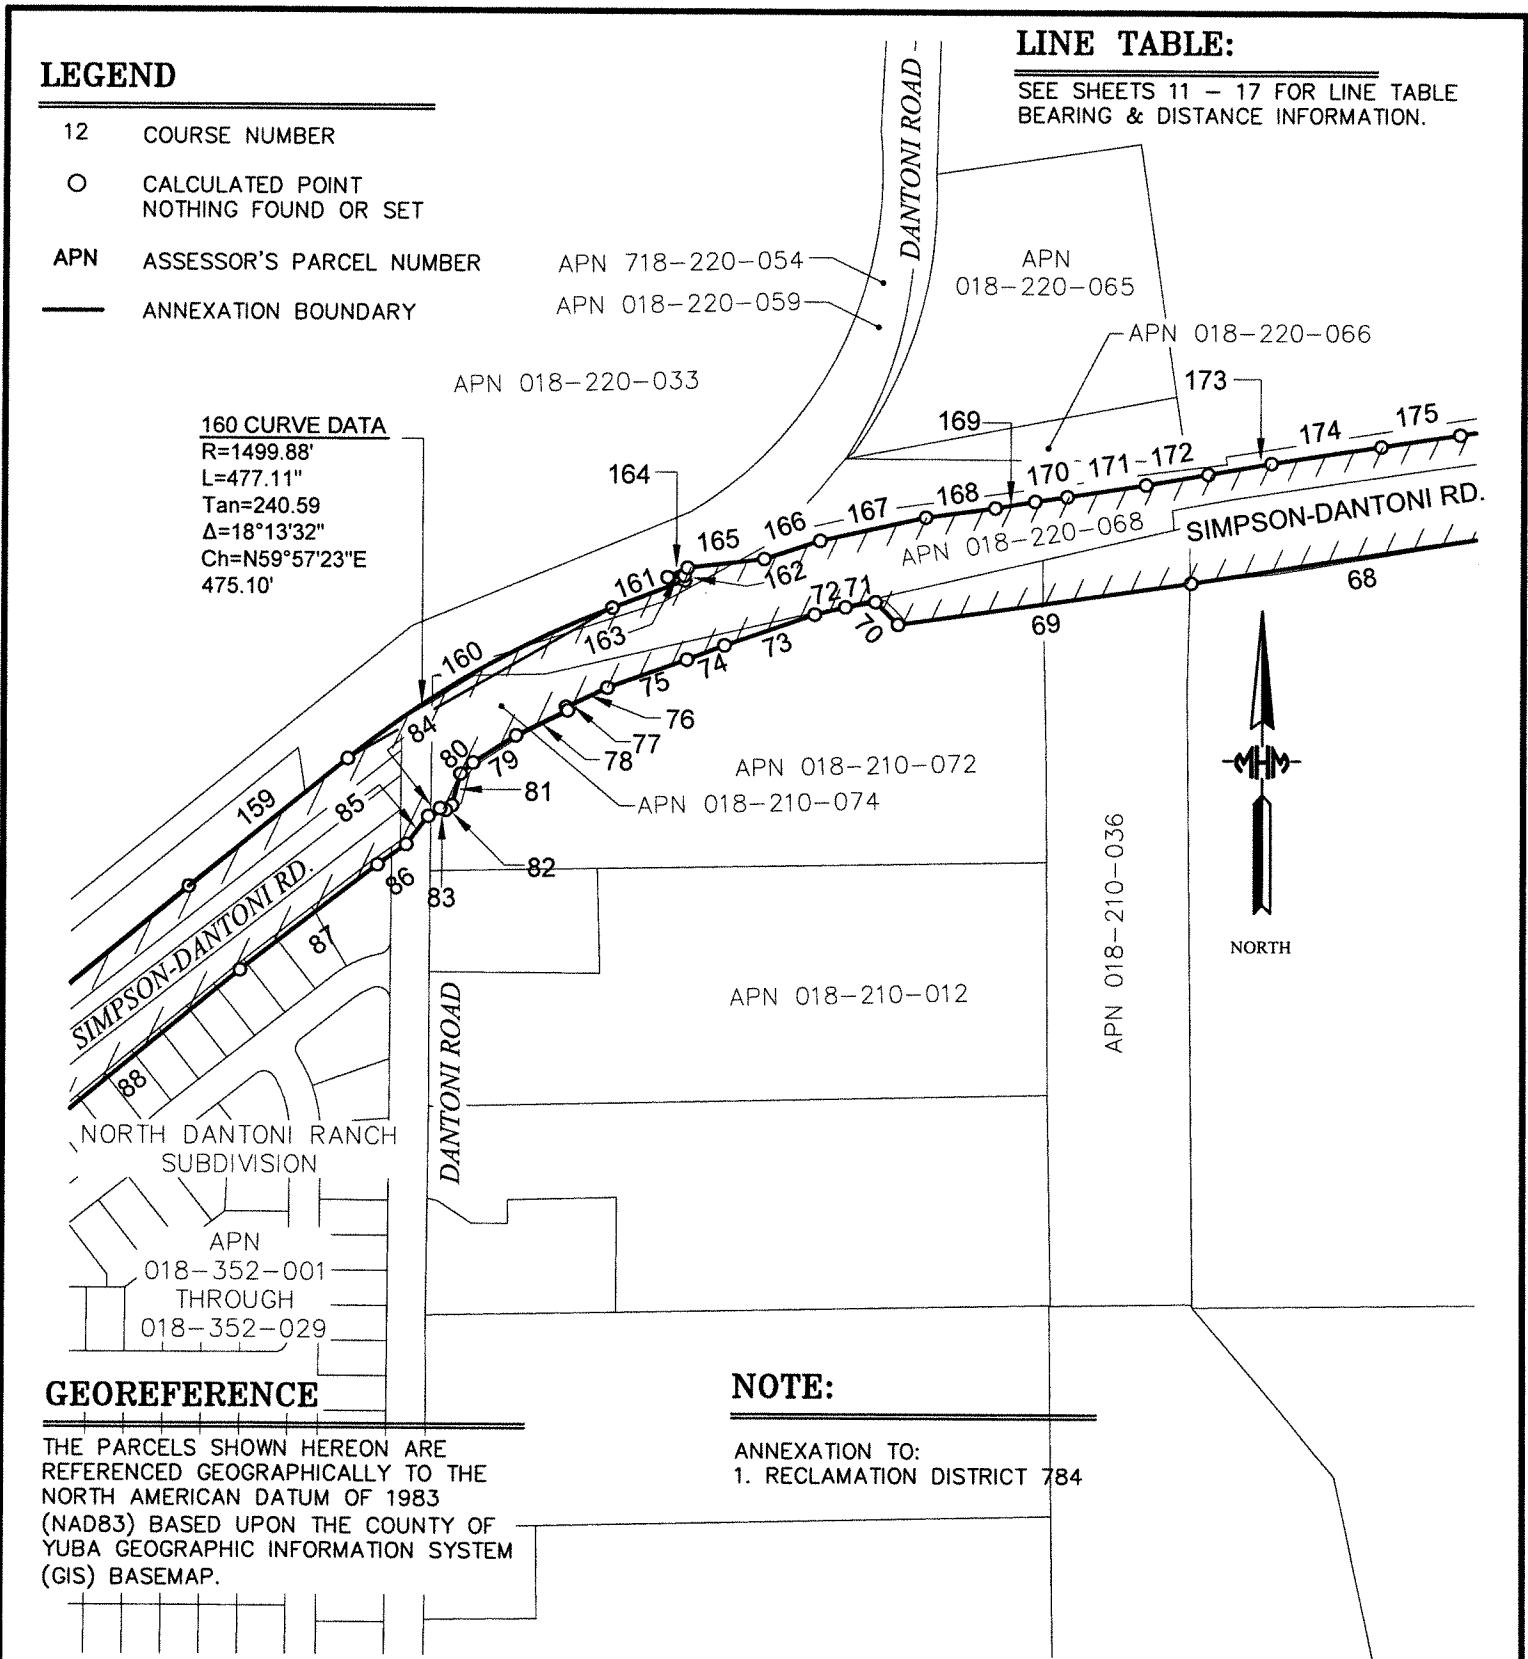 LEGEND
12 COURSE NUMBER
CALCULATED POINT
NOTHING FOUND OR SET
APN ASSESSOR'S PARCEL NUMBER
ANNEXATION BOUNDARY
LINE TABLE:
SEE SHEETS 11 – 17 FOR LINE TABLE
BEARING & DISTANCE INFORMATION.
DANTONI ROAD
APN 718-220-054
APN 018-220-059
APN
018-220-065
APN 018-220-066
APN 018-220-033
160 CURVE DATA
R=1499.88'
L=477.11"
Tan=240.59
Δ=18°13'32"
Ch=N59°57'23"E
475.10'
173
174
175
169
170
171
172
164
165
166
167
168
APN 018-220-068
SIMPSON-DANTONI RD.
161
162
163
160
72
71
70
69
68
73
74
75
76
77
78
79
80
81
82
83
84
85
86
87
88
159
APN 018-210-072
APN 018-210-074
APN 018-210-036
SIMPSON-DANTONI RD.
MHM
NORTH
APN 018-210-012
DANTONI ROAD
NORTH DANTONI RANCH
SUBDIVISION
APN
018-352-001
THROUGH
018-352-029
GEOREFERENCE
THE PARCELS SHOWN HEREON ARE
REFERENCED GEOGRAPHICALLY TO THE
NORTH AMERICAN DATUM OF 1983
(NAD83) BASED UPON THE COUNTY OF
YUBA GEOGRAPHIC INFORMATION SYSTEM
(GIS) BASEMAP.
NOTE:
ANNEXATION TO:
1. RECLAMATION DISTRICT 784